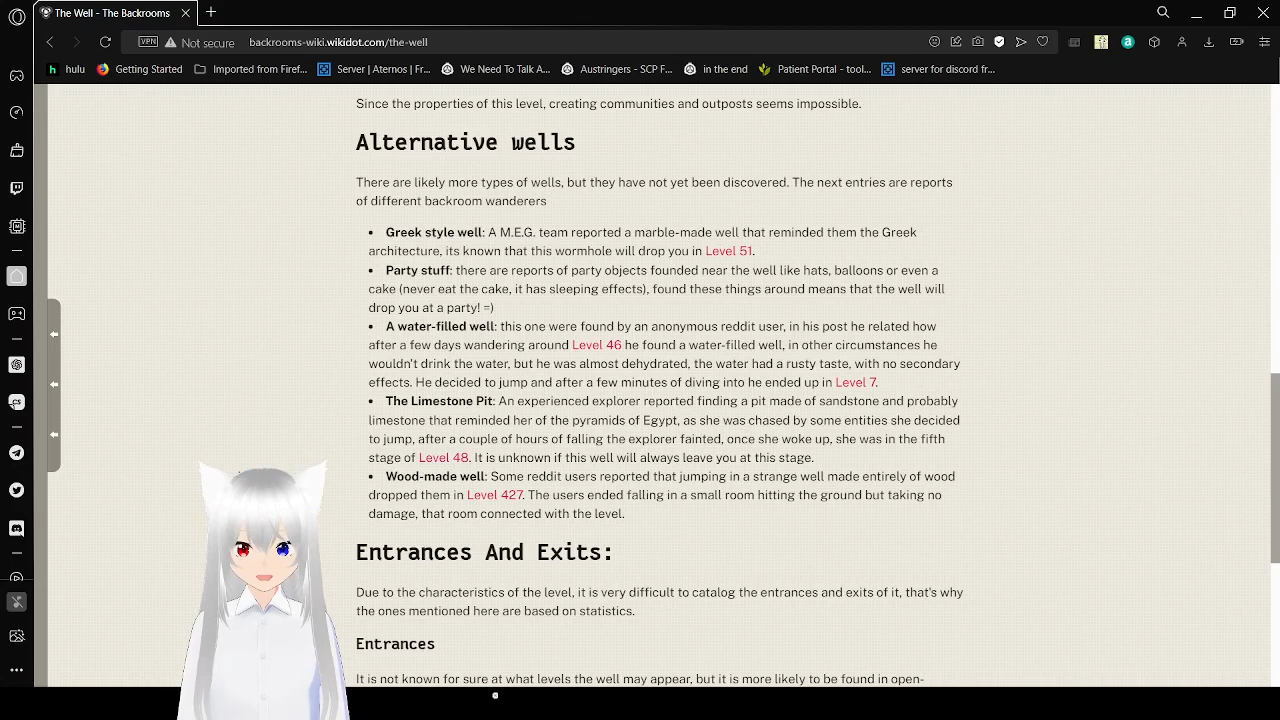 The Well - The Backrooms
VPN
Not secure
backrooms-wiki.wikidot.com/the-well
hulu
Getting Started
Imported from Firef...
Server | Aternos | Fr...
We Need To Talk A...
Austringers - SCP F...
in the end
Patient Portal - tool...
server for discord fr...
Since the properties of this level, creating communities and outposts seems impossible.
Alternative wells
There are likely more types of wells, but they have not yet been discovered. The next entries are reports
of different backroom wanderers
• Greek style well: A M.E.G. team reported a marble-made well that reminded them the Greek
architecture, its known that this wormhole will drop you in Level 51.
• Party stuff: there are reports of party objects founded near the well like hats, balloons or even a
cake (never eat the cake, it has sleeping effects), found these things around means that the well will
drop you at a party! =)
• A water-filled well: this one were found by an anonymous reddit user, in his post he related how
after a few days wandering around Level 46 he found a water-filled well, in other circumstances he
wouldn't drink the water, but he was almost dehydrated, the water had a rusty taste, with no secondary
effects. He decided to jump and after a few minutes of diving into he ended up in Level 7.
• The Limestone Pit: An experienced explorer reported finding a pit made of sandstone and probably
limestone that reminded her of the pyramids of Egypt, as she was chased by some entities she decided
to jump, after a couple of hours of falling the explorer fainted, once she woke up, she was in the fifth
stage of Level 48. It is unknown if this well will always leave you at this stage.
• Wood-made well: Some reddit users reported that jumping in a strange well made entirely of wood
dropped them in Level 427. The users ended falling in a small room hitting the ground but taking no
damage, that room connected with the level.
Entrances And Exits:
Due to the characteristics of the level, it is very difficult to catalog the entrances and exits of it, that's why
the ones mentioned here are based on statistics.
Entrances
It is not known for sure at what levels the well may appear, but it is more likely to be found in open-